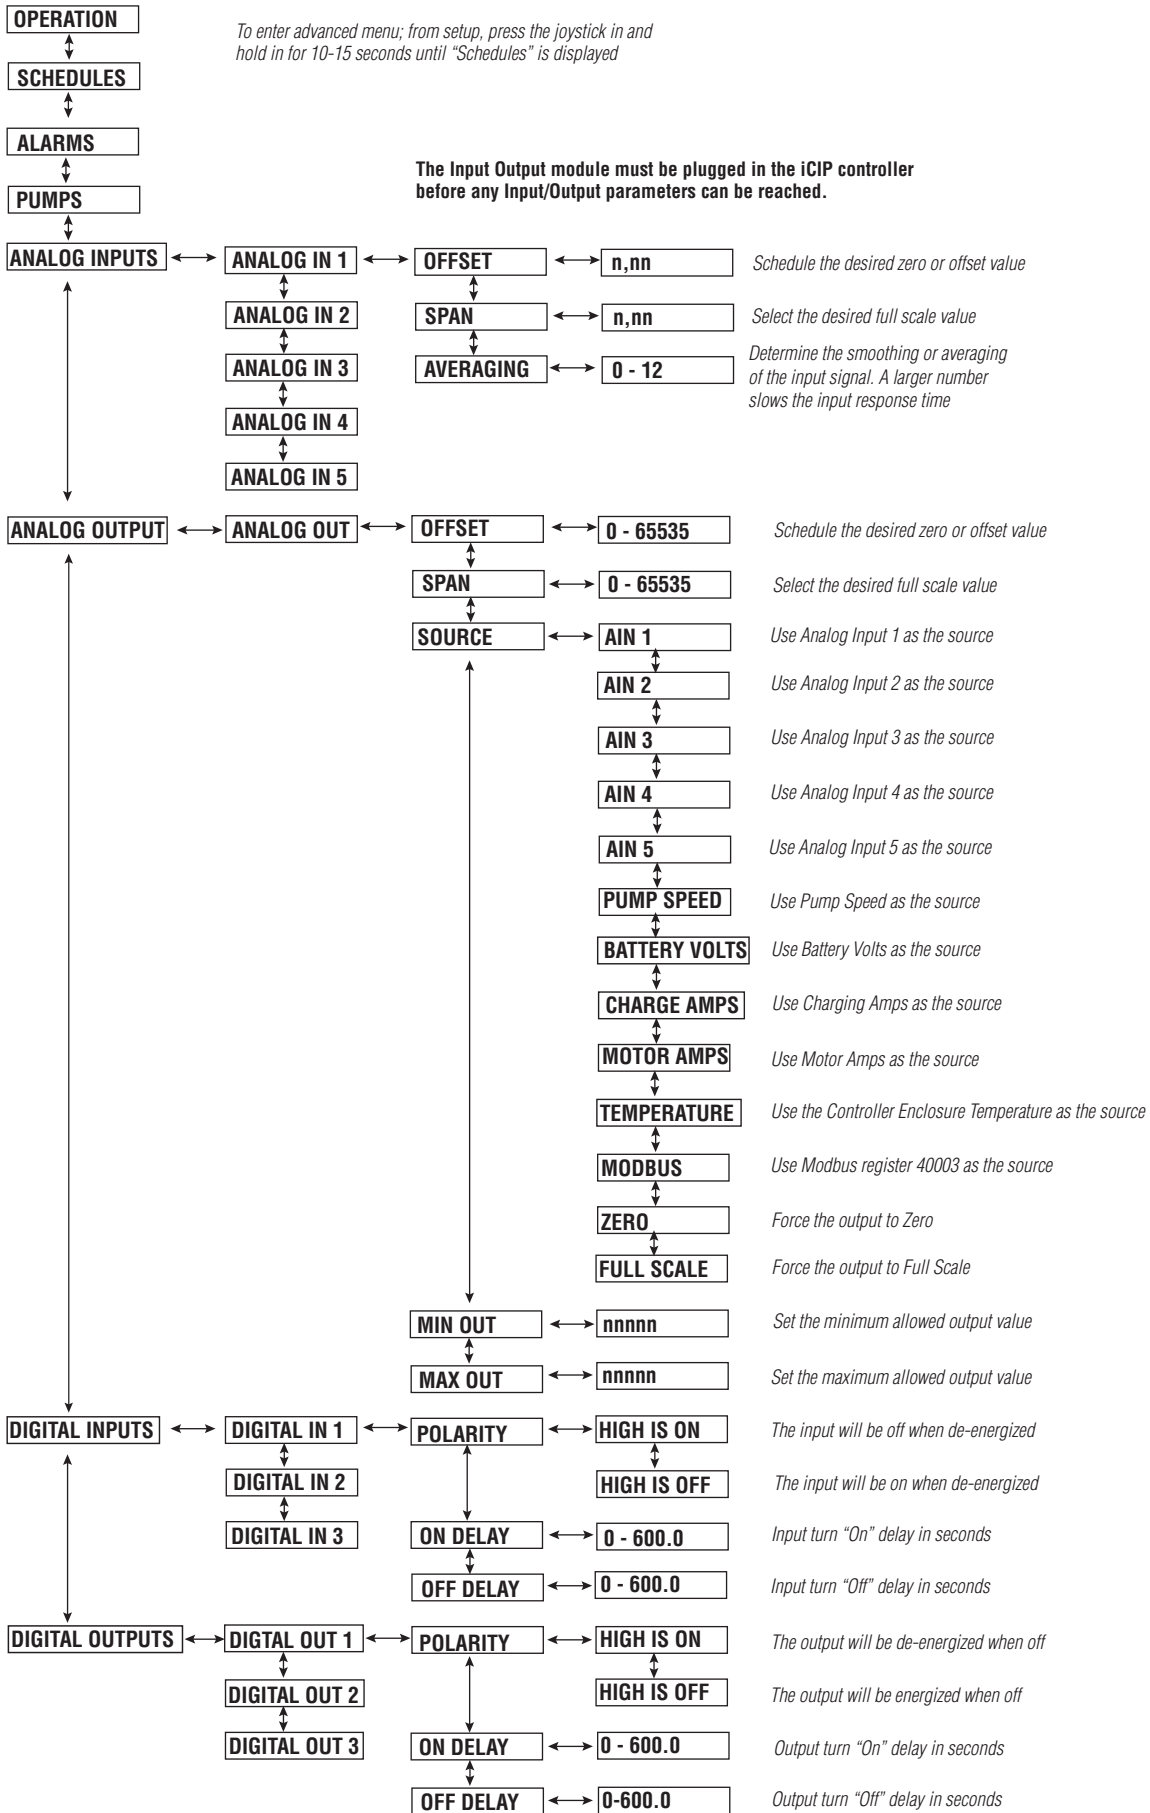 OPERATION
To enter advanced menu; from setup, press the joystick in and
hold in for 10-15 seconds until “Schedules” is displayed
SCHEDULES
ALARMS
The Input Output module must be plugged in the iCIP controller
before any Input/Output parameters can be reached.
PUMPS
ANALOG INPUTS ANALOG IN 1 OFFSET n,nn Schedule the desired zero or offset value
ANALOG IN 2 SPAN n,nn Select the desired full scale value
ANALOG IN 3 AVERAGING 0 - 12 Determine the smoothing or averaging
of the input signal. A larger number
slows the input response time
ANALOG IN 4
ANALOG IN 5
ANALOG OUTPUT ANALOG OUT OFFSET 0 - 65535 Schedule the desired zero or offset value
SPAN 0 - 65535 Select the desired full scale value
SOURCE AIN 1 Use Analog Input 1 as the source
AIN 2 Use Analog Input 2 as the source
AIN 3 Use Analog Input 3 as the source
AIN 4 Use Analog Input 4 as the source
AIN 5 Use Analog Input 5 as the source
PUMP SPEED Use Pump Speed as the source
BATTERY VOLTS Use Battery Volts as the source
CHARGE AMPS Use Charging Amps as the source
MOTOR AMPS Use Motor Amps as the source
TEMPERATURE Use the Controller Enclosure Temperature as the source
MODBUS Use Modbus register 40003 as the source
ZERO Force the output to Zero
FULL SCALE Force the output to Full Scale
MIN OUT nnnnn Set the minimum allowed output value
MAX OUT nnnnn Set the maximum allowed output value
DIGITAL INPUTS DIGITAL IN 1 POLARITY HIGH IS ON The input will be off when de-energized
DIGITAL IN 2 HIGH IS OFF The input will be on when de-energized
DIGITAL IN 3 ON DELAY 0 - 600.0 Input turn “On” delay in seconds
OFF DELAY 0 - 600.0 Input turn “Off” delay in seconds
DIGITAL OUTPUTS DIGTAL OUT 1 POLARITY HIGH IS ON The output will be de-energized when off
DIGITAL OUT 2 HIGH IS OFF The output will be energized when off
DIGITAL OUT 3 ON DELAY 0 - 600.0 Output turn “On” delay in seconds
OFF DELAY 0-600.0 Output turn “Off” delay in seconds